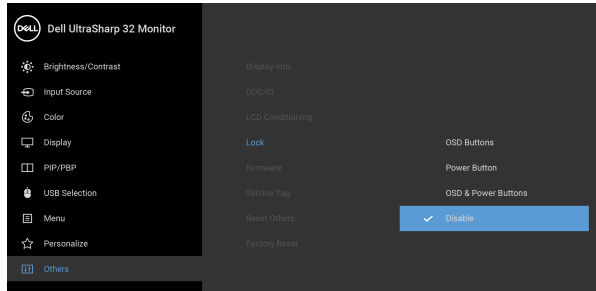 DELL Dell UltraSharp 32 Monitor
Brightness/Contrast
Input Source
Color
Display
PIP/PBP
USB Selection
Menu
Personalize
Others
Display Info
DDC/CI
LCD Conditioning
Lock
Firmware
Service Tag
Reset Others
Factory Reset
OSD Buttons
Power Button
OSD & Power Buttons
Disable